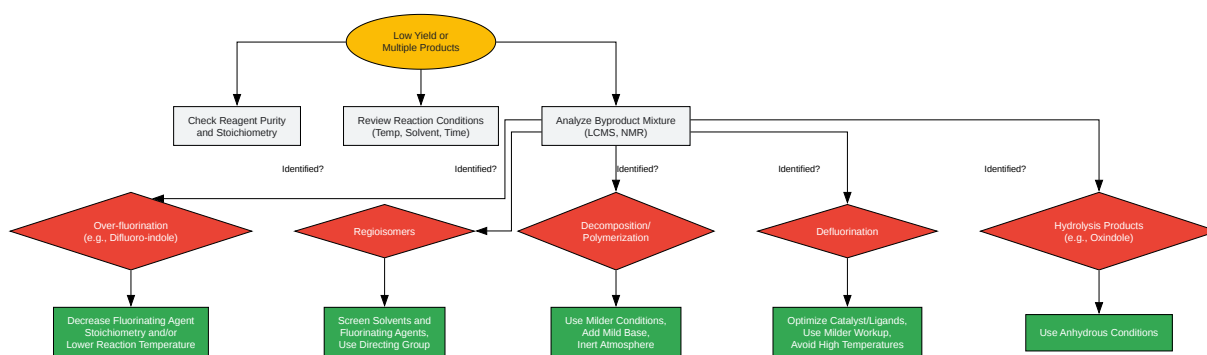 Low Yield or
Multiple Products
Check Reagent Purity
and Stoichiometry
Review Reaction Conditions
(Temp, Solvent, Time)
Analyze Byproduct Mixture
(LCMS, NMR)
Identified?
Identified?
Identified?
Identified?
Identified?
Over-fluorination
(e.g., Difluoro-indole)
Regioisomers
Decomposition/
Polymerization
Defluorination
Hydrolysis Products
(e.g., Oxindole)
Decrease Fluorinating Agent
Stoichiometry and/or
Lower Reaction Temperature
Screen Solvents and
Fluorinating Agents,
Use Directing Group
Use Milder Conditions,
Add Mild Base,
Inert Atmosphere
Optimize Catalyst/Ligands,
Use Milder Workup,
Avoid High Temperatures
Use Anhydrous Conditions